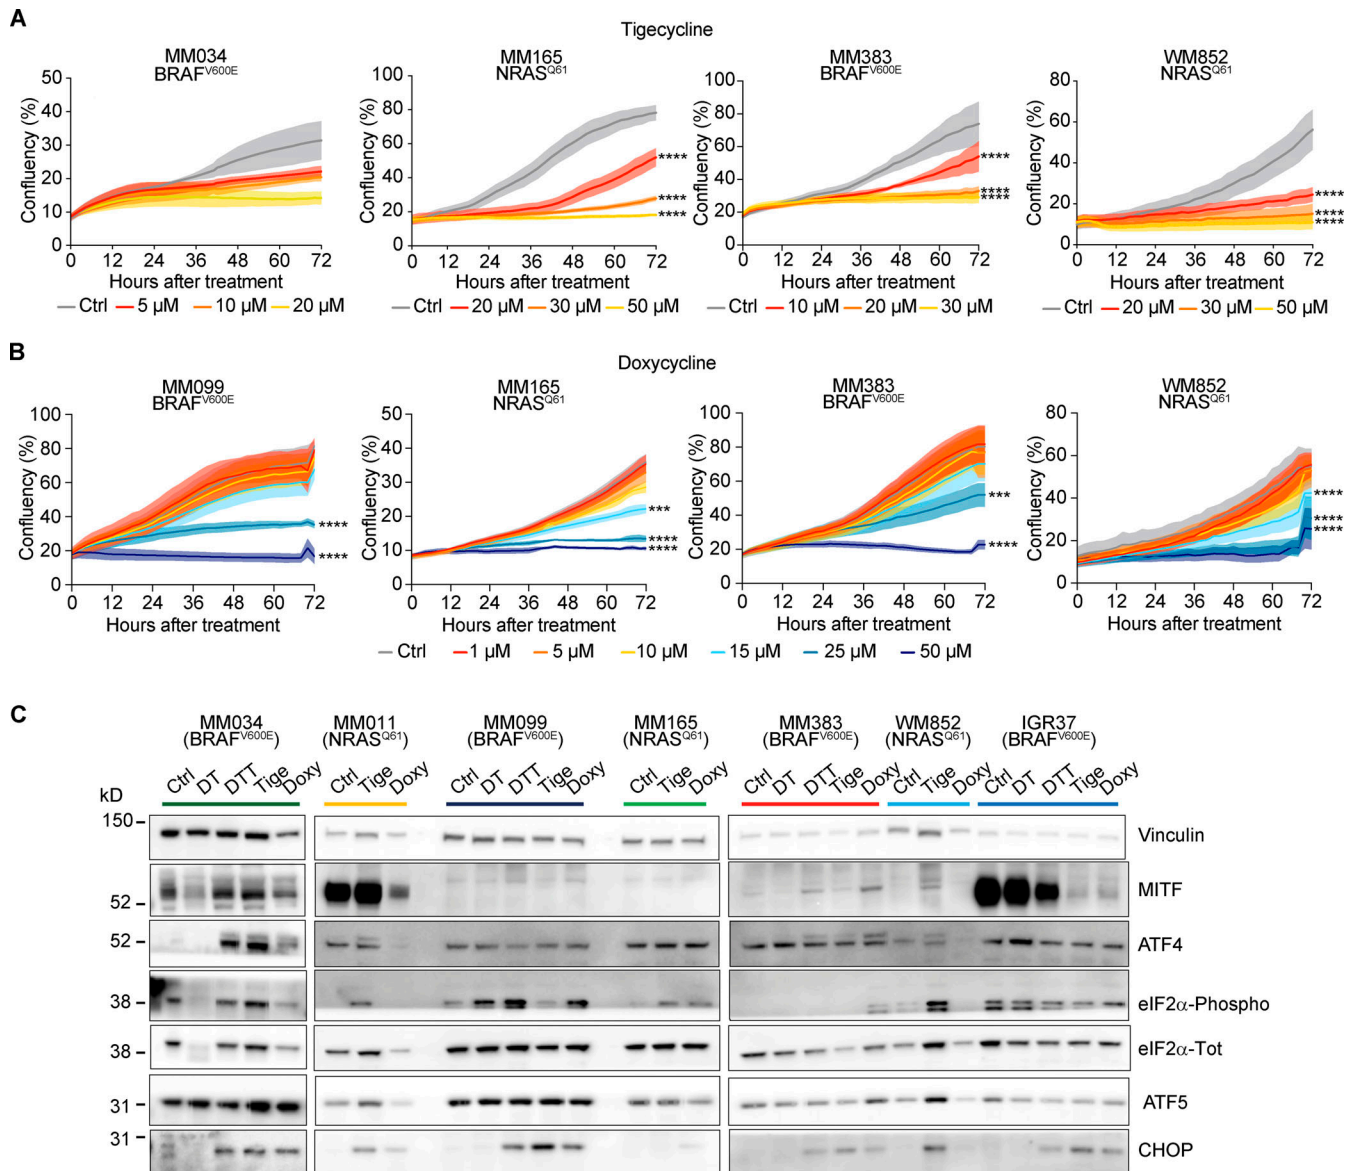 A
Tigecycline
MM034
BRAFV600E
MM165
NRASQ61
MM383
BRAFV600E
WM852
NRASQ61
Confluency (%)
50
40
30
20
10
0
0 12 24 36 48 60 72
Hours after treatment
Ctrl 5 µM 10 µM 20 µM
Confluency (%)
100
80
60
40
20
0
****
****
****
0 12 24 36 48 60 72
Hours after treatment
Ctrl 20 µM 30 µM 50 µM
Confluency (%)
100
80
60
40
20
0
****
****
****
0 12 24 36 48 60 72
Hours after treatment
Ctrl 10 µM 20 µM 30 µM
Confluency (%)
80
60
40
20
0
****
****
****
0 12 24 36 48 60 72
Hours after treatment
Ctrl 20 µM 30 µM 50 µM
B
Doxycycline
MM099
BRAFV600E
MM165
NRASQ61
MM383
BRAFV600E
WM852
NRASQ61
Confluency (%)
100
80
60
40
20
0
****
****
0 12 24 36 48 60 72
Hours after treatment
Confluency (%)
50
40
30
20
10
0
***
****
****
0 12 24 36 48 60 72
Hours after treatment
Confluency (%)
100
80
60
40
20
0
***
****
0 12 24 36 48 60 72
Hours after treatment
Confluency (%)
80
60
40
20
0
****
****
****
0 12 24 36 48 60 72
Hours after treatment
Ctrl 1 µM 5 µM 10 µM 15 µM 25 µM 50 µM
C
MM034 MM011 MM099 MM165 MM383 WM852 IGR37
(BRAFV600E) (NRASQ61) (BRAFV600E) (NRASQ61) (BRAFV600E) (NRASQ61) (BRAFV600E)
Ctrl DT DTT Tige Doxy Ctrl Tige Doxy Ctrl DT DTT Tige Doxy Ctrl Tige Doxy Ctrl DT DTT Tige Doxy Ctrl Tige Doxy Ctrl DT DTT Tige Doxy
kD
150 Vinculin
52 MITF
52 ATF4
38 eIF2α-Phospho
38 eIF2α-Tot
31 ATF5
31 CHOP